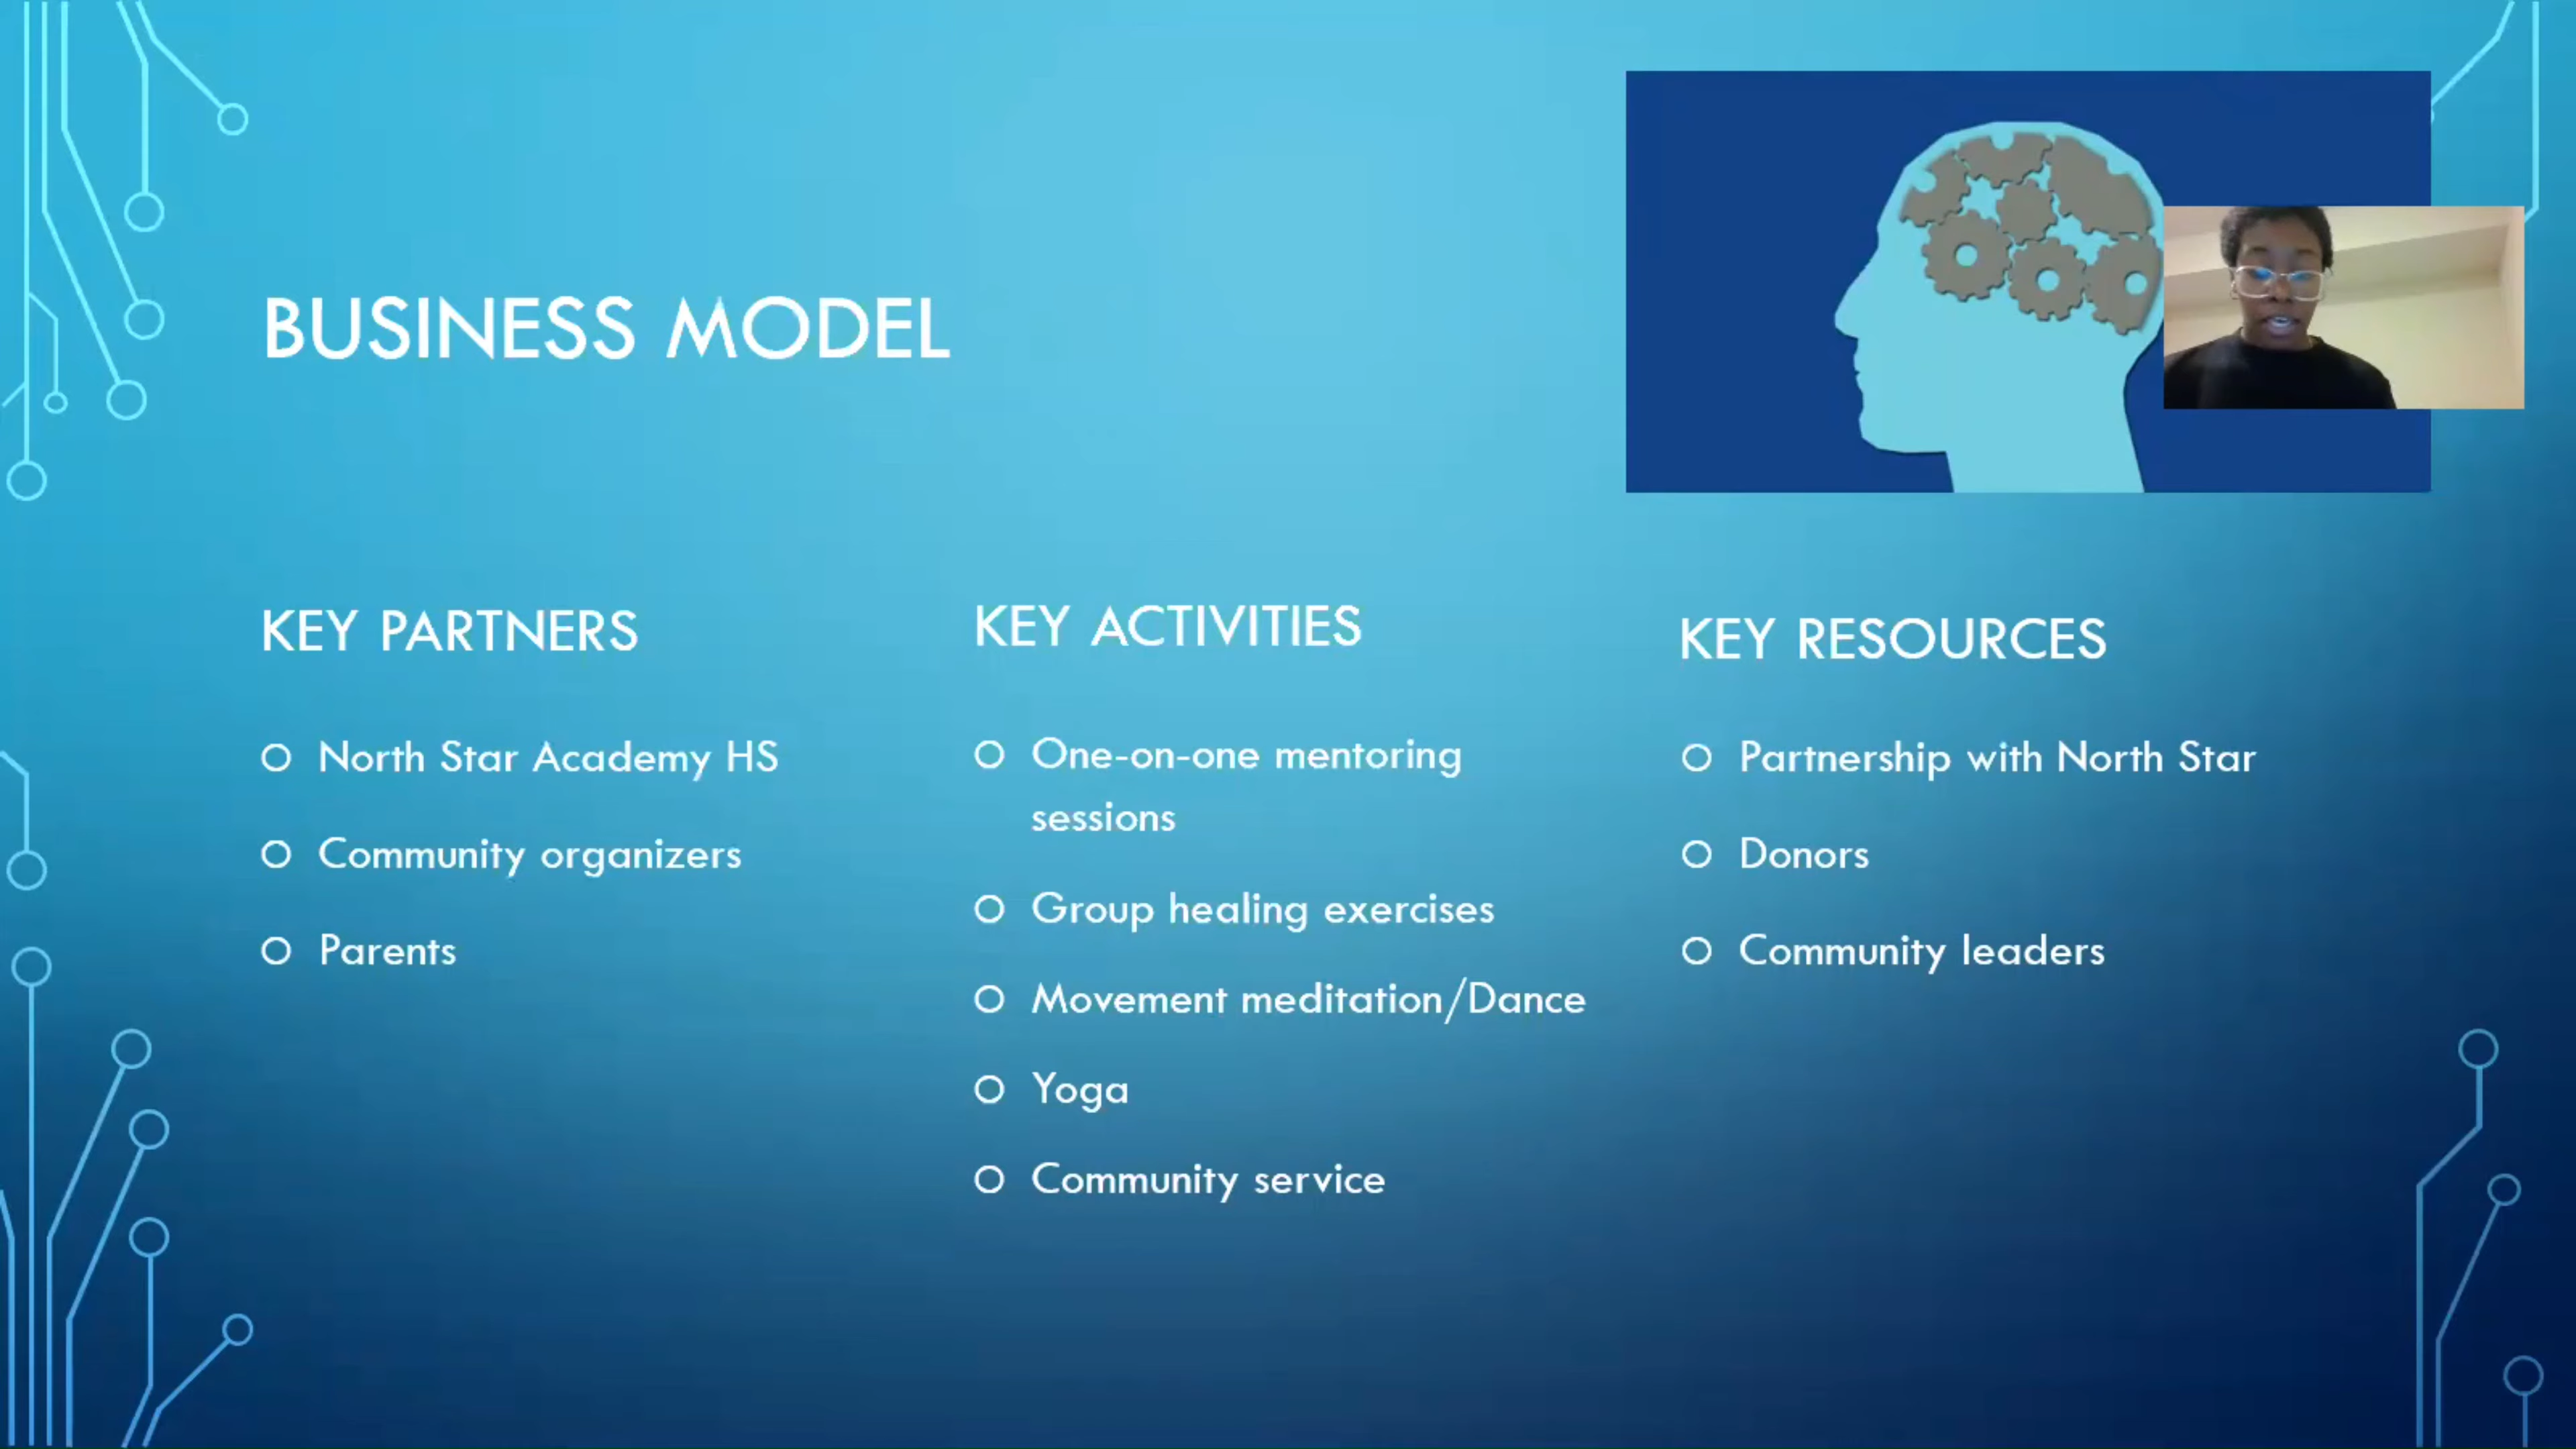 BUSINESS MODEL
KEY PARTNERS
North Star Academy HS
Community organizers
Parents
KEY ACTIVITIES
One-on-one mentoring
sessions
Group healing exercises
Movement meditation/Dance
Yoga
Community service
KEY RESOURCES
Partnership with North Star
Donors
Community leaders